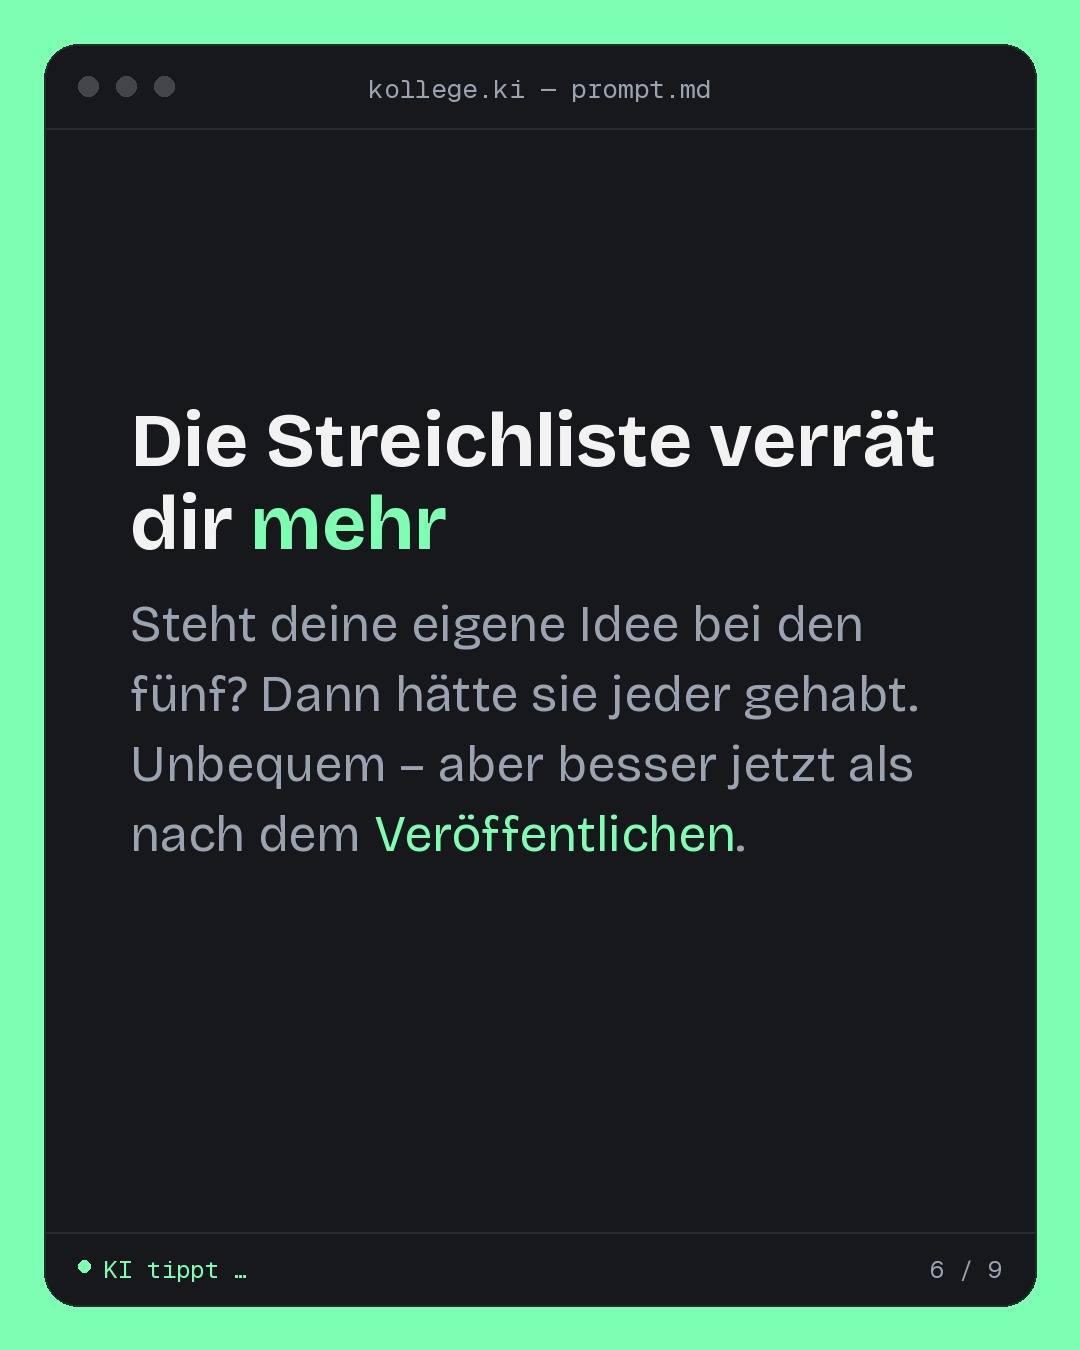 kollege.ki — prompt.md
Die Streichliste verrät
dir mehr
Steht deine eigene Idee bei den
fünf? Dann hätte sie jeder gehabt.
Unbequem – aber besser jetzt als
nach dem Veröffentlichen.
KI tippt …
6 / 9